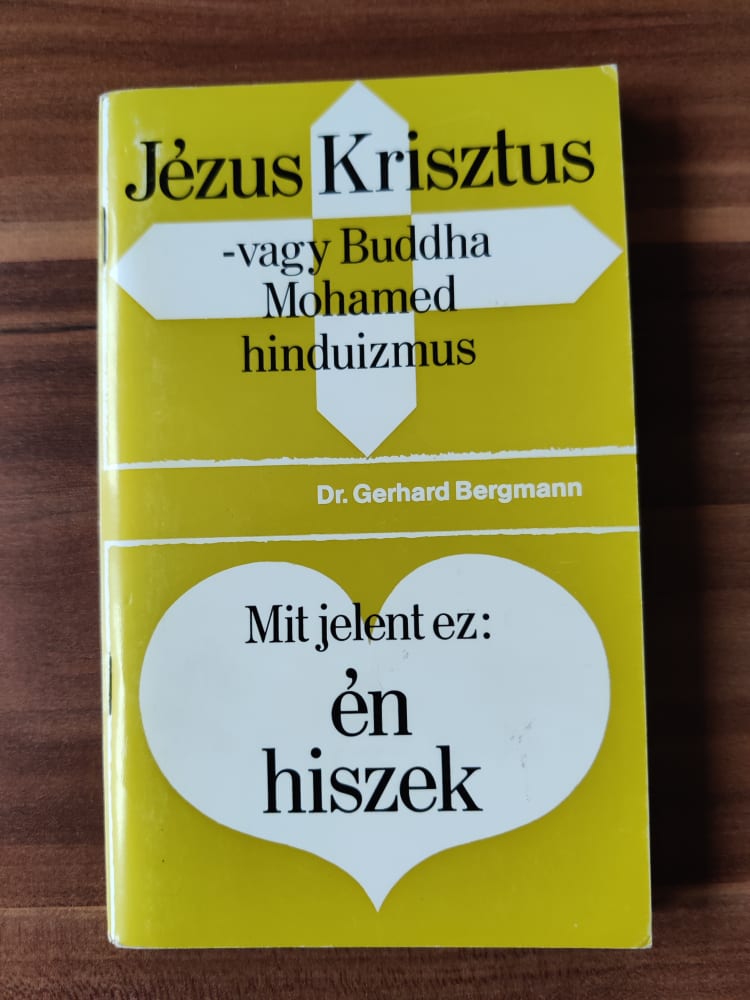 Jézus Krisztus
-vagy Buddha
Mohamed
hinduizmus
Dr. Gerhard Bergmann
Mit jelent ez:
én
hiszek